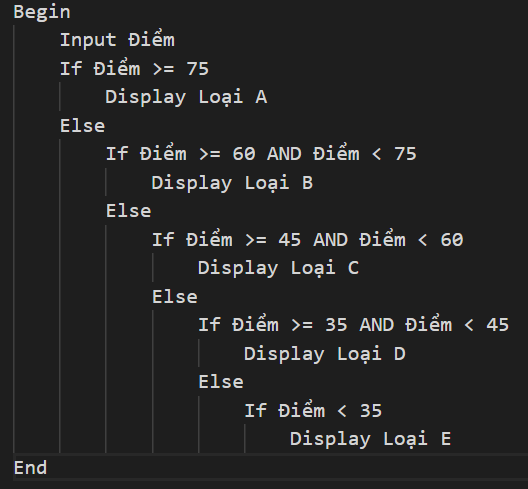 Begin
Input Điểm
If Điểm >= 75
Display Loại A
Else
If Điểm >= 60 AND Điểm < 75
Display Loại B
Else
If Điểm >= 45 AND Điểm < 60
Display Loại C
Else
If Điểm >= 35 AND Điểm < 45
Display Loại D
Else
If Điểm < 35
Display Loại E
End